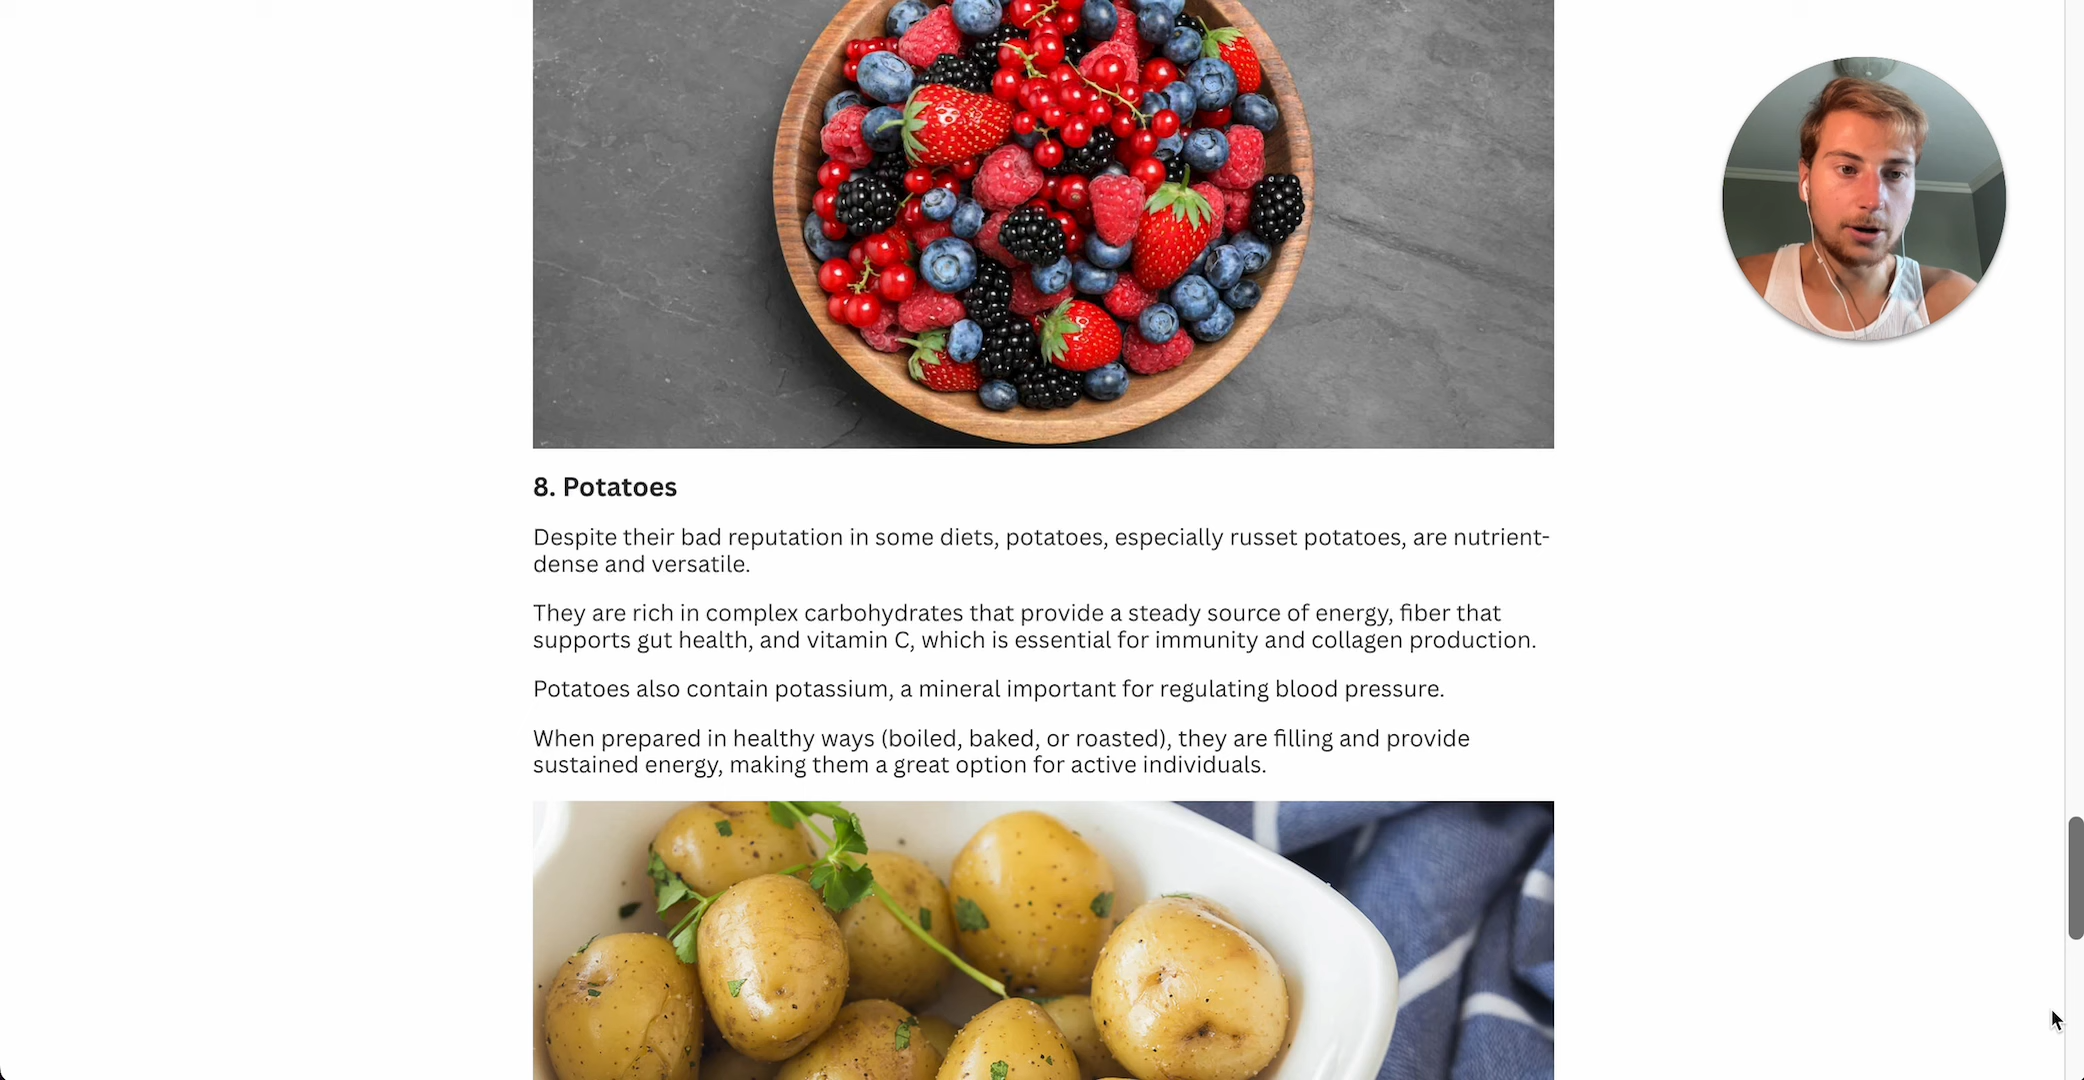 8. Potatoes
Despite their bad reputation in some diets, potatoes, especially russet potatoes, are nutrient-
dense and versatile.
They are rich in complex carbohydrates that provide a steady source of energy, fiber that
supports gut health, and vitamin C, which is essential for immunity and collagen production.
Potatoes also contain potassium, a mineral important for regulating blood pressure.
When prepared in healthy ways (boiled, baked, or roasted), they are filling and provide
sustained energy, making them a great option for active individuals.